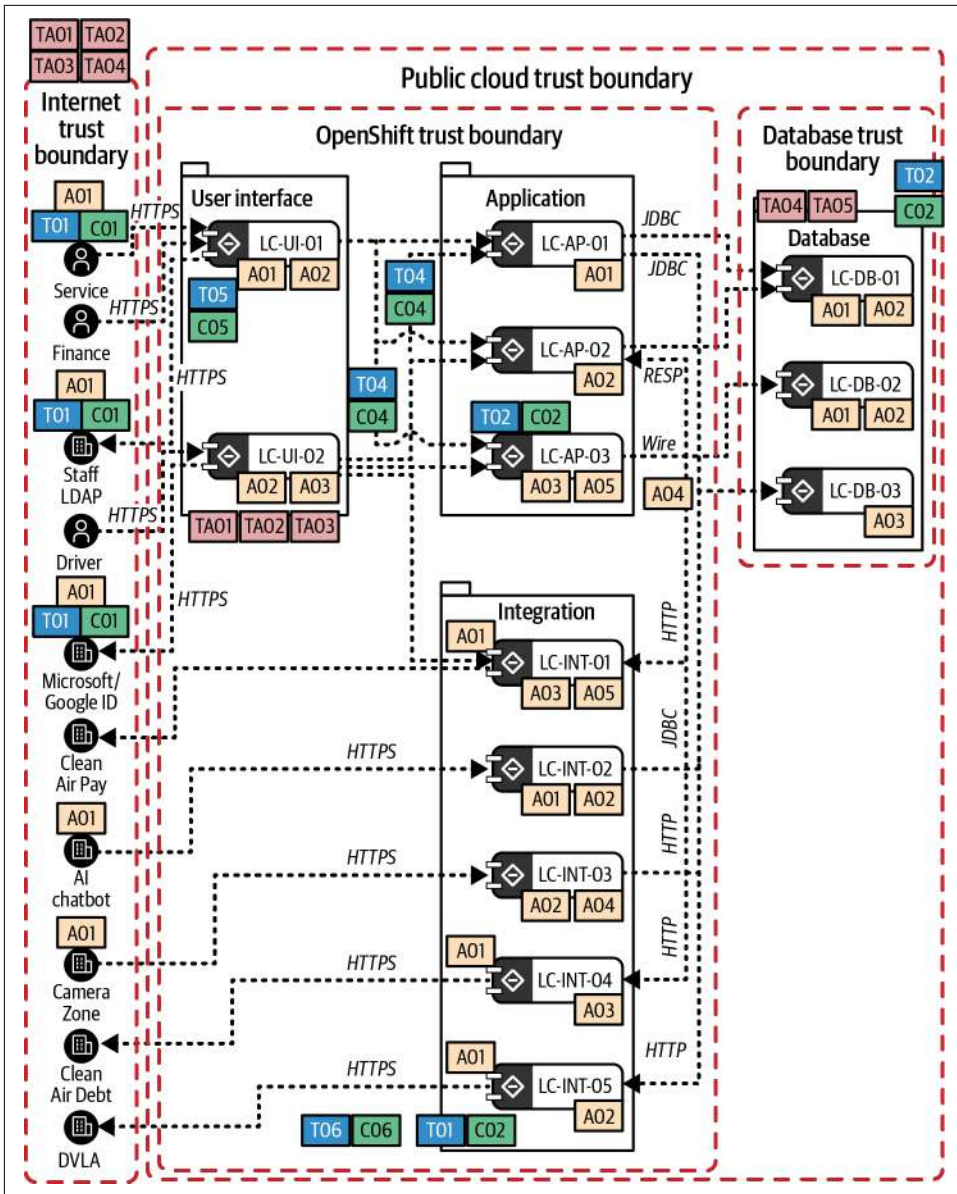 TA01 TA02
TA03 TA04
Internet
trust
boundary
Public cloud trust boundary
OpenShift trust boundary
Database trust
boundary
A01
T01 C01
Service
HTTPS
Finance
HTTPS
A01
T01 C01
Staff
LDAP
Driver
HTTPS
A01
T01 C01
Microsoft/
Google ID
Clean
Air Pay
A01
AI
chatbot
A01
Camera
Zone
Clean
Air Debt
DVLA
User interface
LC-UI-01
A01 A02
T05
C05
HTTPS
LC-UI-02
A02 A03
TA01 TA02 TA03
HTTPS
T04
C04
T04
C04
Application
LC-AP-01
A01
LC-AP-02
A02
T02 C02
LC-AP-03
A03 A05
JDBC
JDBC
RESP
Wire
A04
T02
C02
TA04 TA05
Database
LC-DB-01
A01 A02
LC-DB-02
A01 A02
LC-DB-03
A03
Integration
A01
LC-INT-01
A03 A05
HTTP
HTTPS
LC-INT-02
A01 A02
JDBC
HTTPS
LC-INT-03
A02 A04
HTTP
HTTPS
A01
LC-INT-04
A03
HTTP
HTTPS
A01
LC-INT-05
A02
HTTP
T06 C06
T01 C02